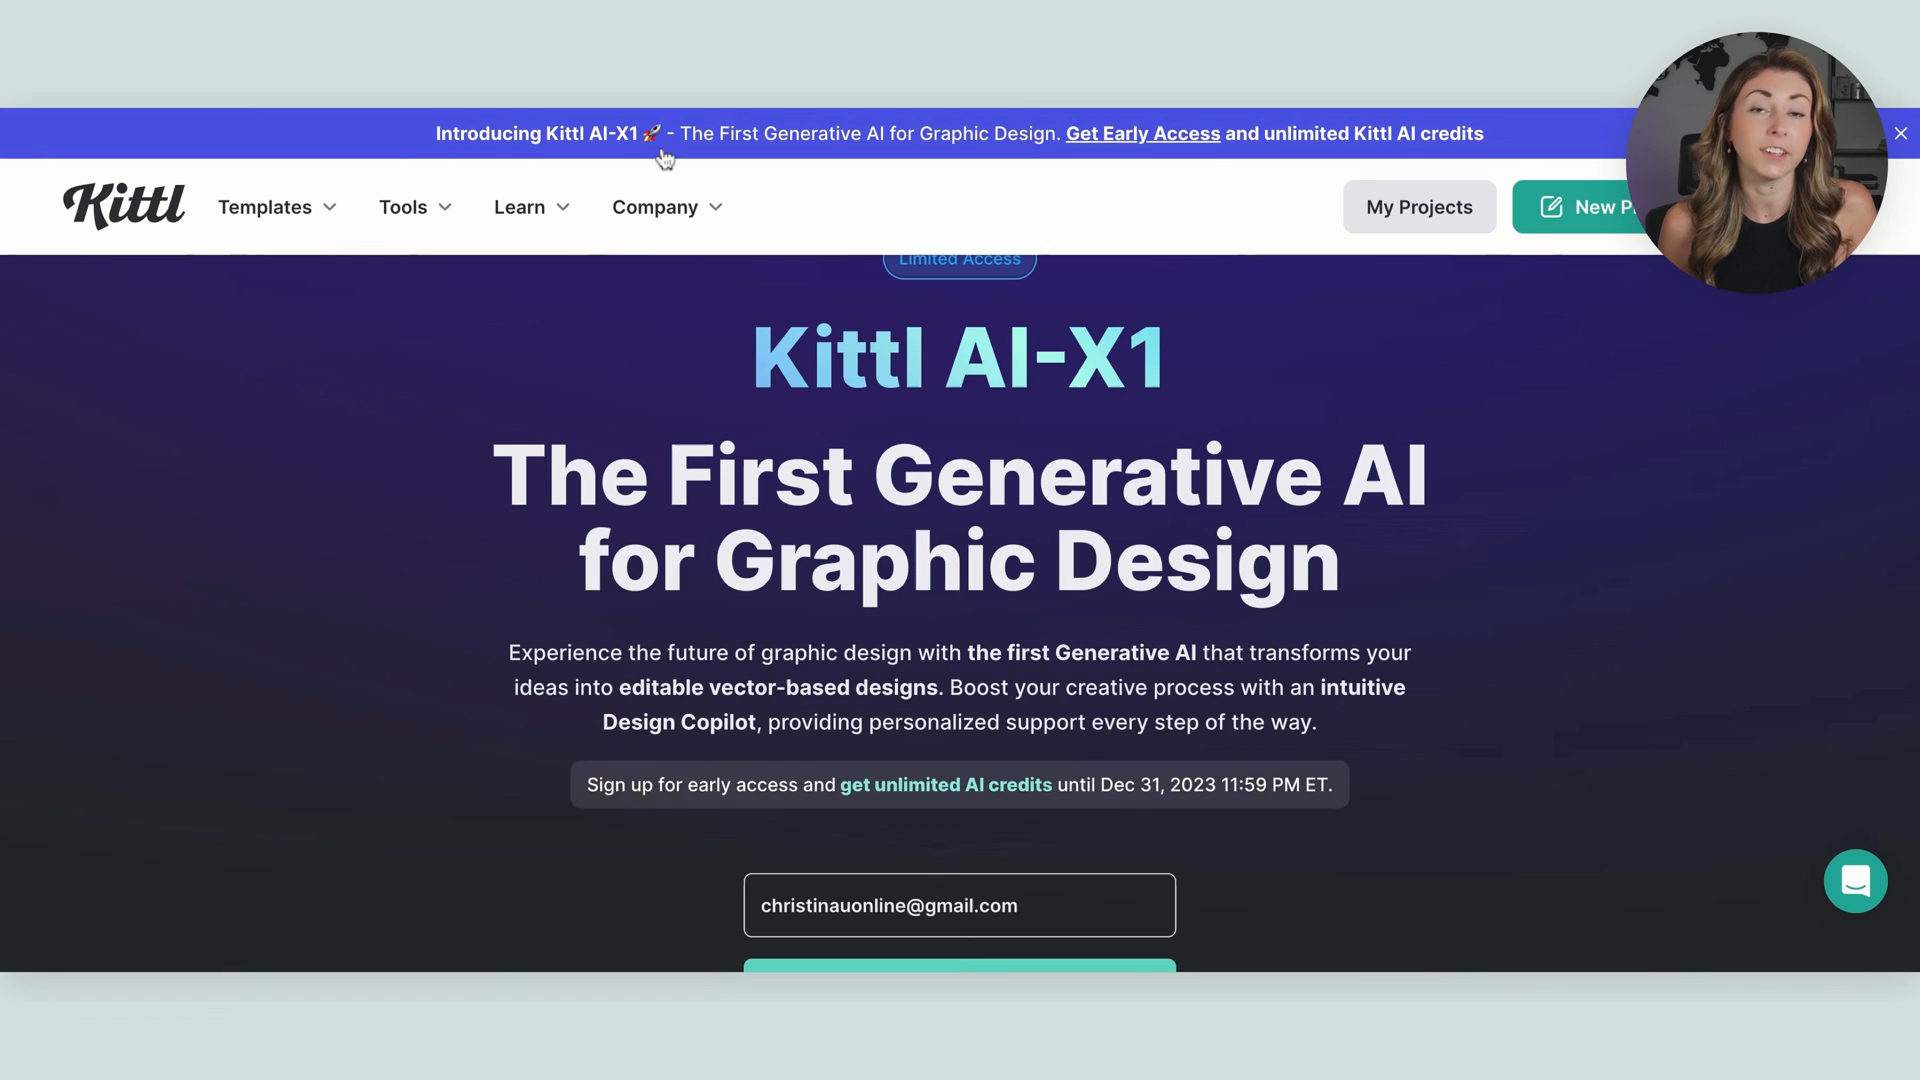 Introducing Kittl AI-X1 🚀 - The First Generative AI for Graphic Design. Get Early Access and unlimited Kittl AI credits
Kittl
Templates
Tools
Learn
Company
My Projects
New
Limited Access
Kittl AI-X1
The First Generative AI
for Graphic Design
Experience the future of graphic design with the first Generative AI that transforms your
ideas into editable vector-based designs. Boost your creative process with an intuitive
Design Copilot, providing personalized support every step of the way.
Sign up for early access and get unlimited AI credits until Dec 31, 2023 11:59 PM ET.
christinauonline@gmail.com